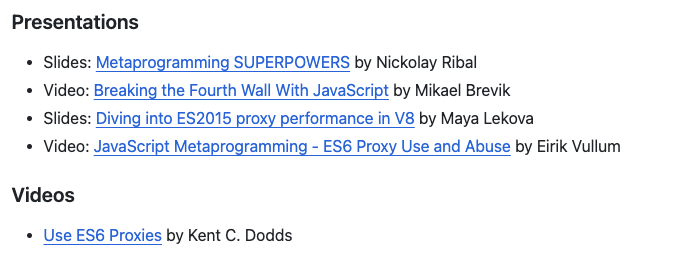 Presentations
• Slides: Metaprogramming SUPERPOWERS by Nickolay Ribal
• Video: Breaking the Fourth Wall With JavaScript by Mikael Brevik
• Slides: Diving into ES2015 proxy performance in V8 by Maya Lekova
• Video: JavaScript Metaprogramming - ES6 Proxy Use and Abuse by Eirik Vullum
Videos
• Use ES6 Proxies by Kent C. Dodds